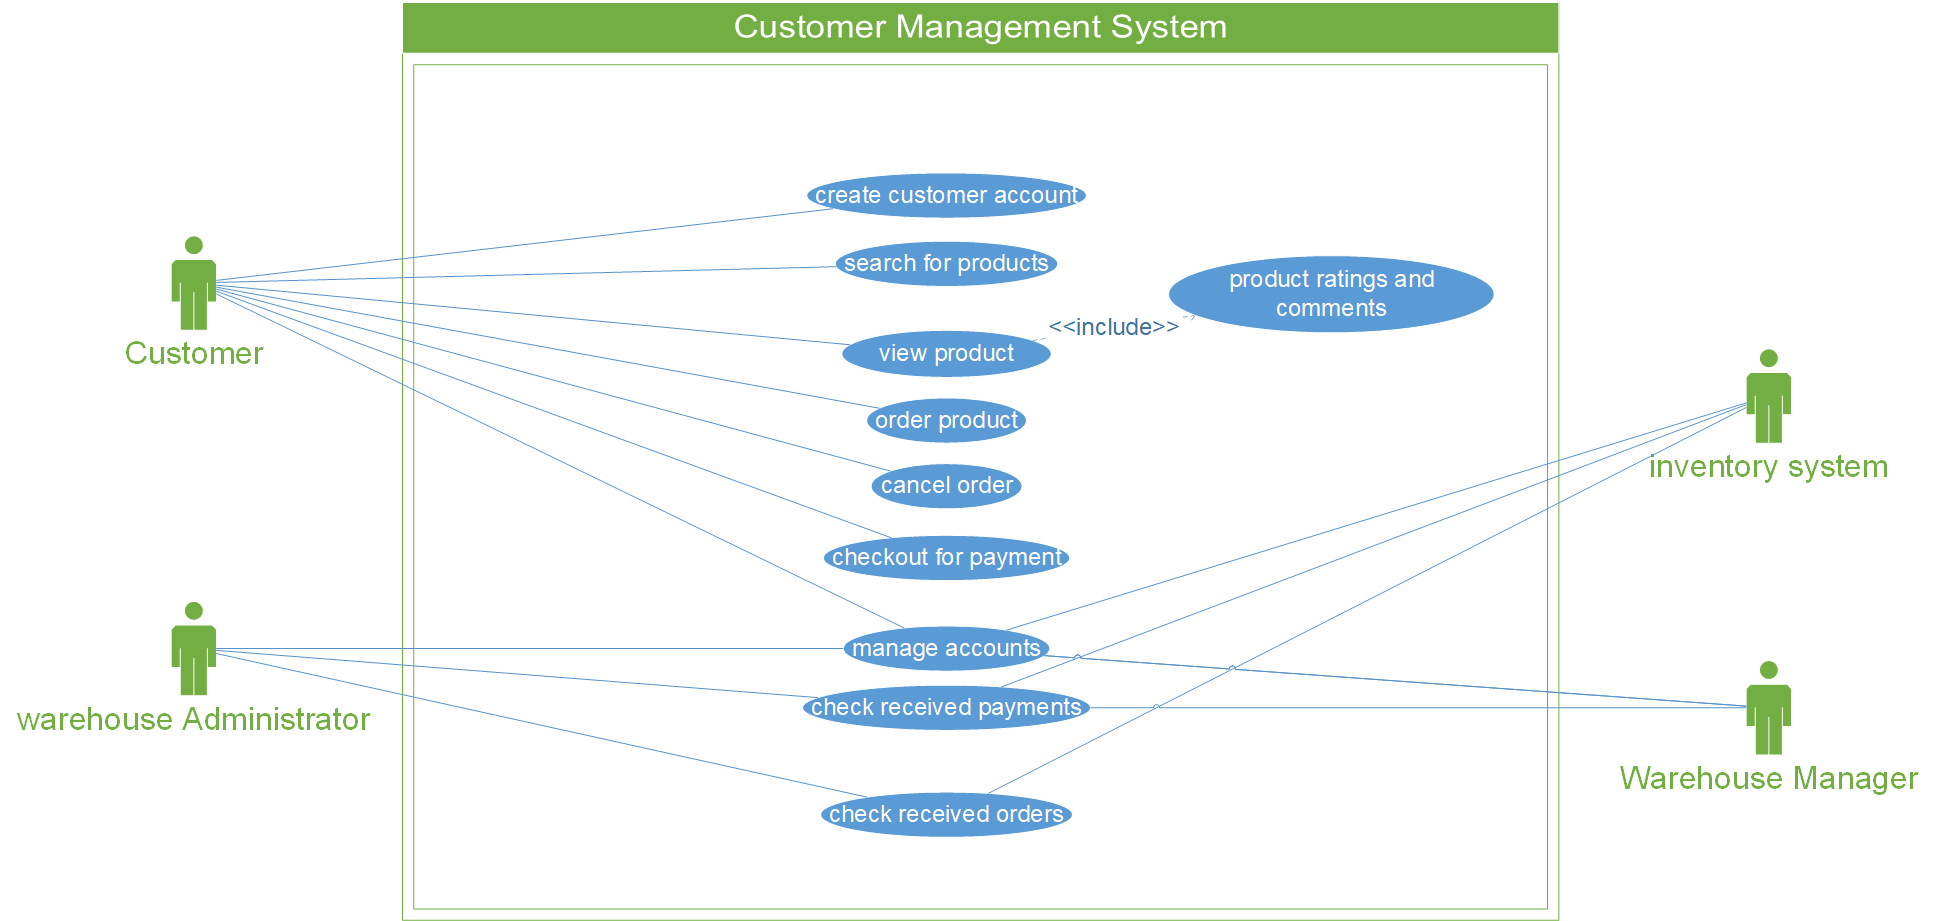 Customer Management System
create customer account
search for products
product ratings and
comments
<<include>>
Customer
view product
order product
inventory system
cancel order
checkout for payment
manage accounts
check received payments
warehouse Administrator
Warehouse Manager
check received orders